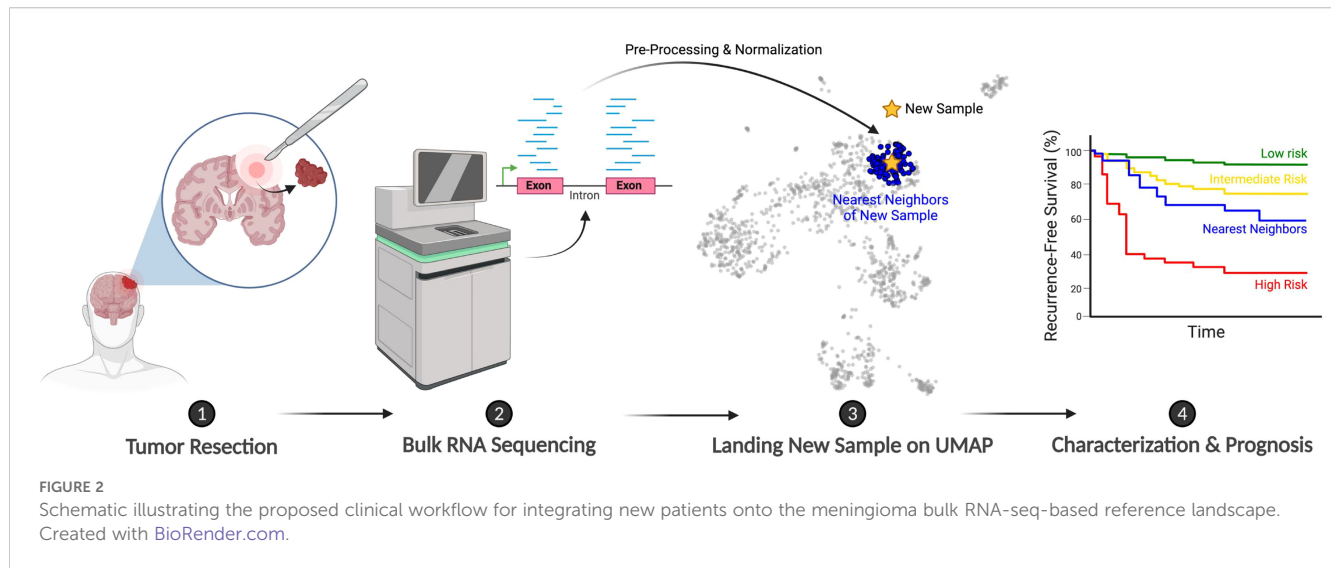 Pre-Processing & Normalization
New Sample
Exon
Exon
Intron
Nearest Neighbors
of New Sample
Recurrence-Free Survival (%)
100
80
60
40
20
0
Low risk
Intermediate Risk
Nearest Neighbors
High Risk
Time
1
2
3
4
Tumor Resection
Bulk RNA Sequencing
Landing New Sample on UMAP
Characterization & Prognosis
FIGURE 2
Schematic illustrating the proposed clinical workflow for integrating new patients onto the meningioma bulk RNA-seq-based reference landscape.
Created with BioRender.com.